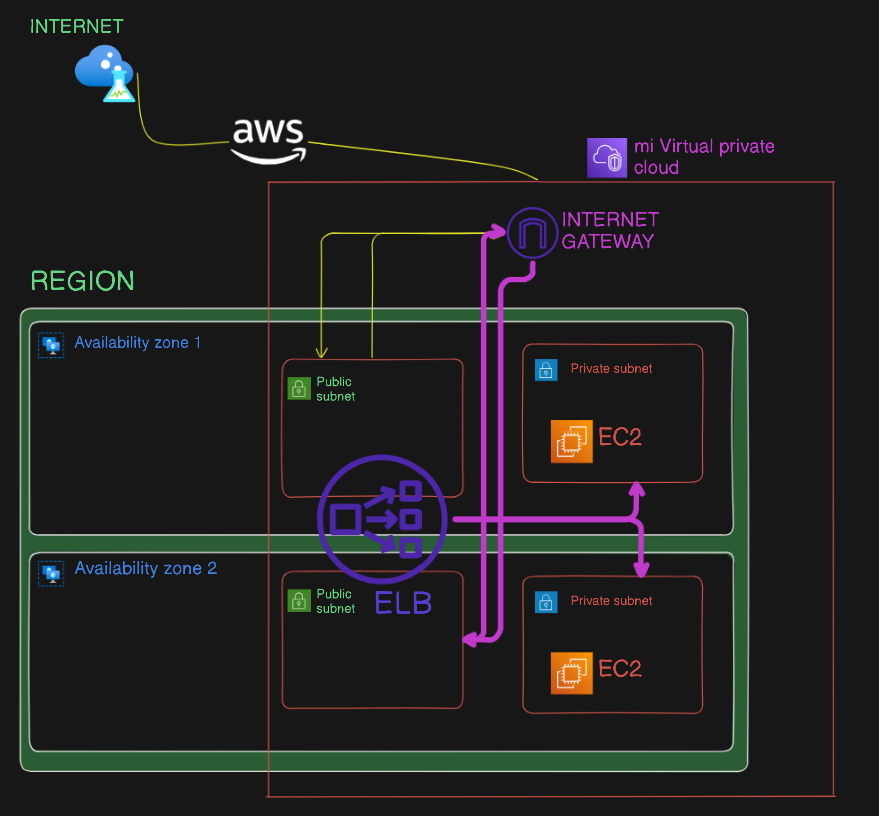 INTERNET
aws
mi Virtual private
cloud
INTERNET
GATEWAY
REGION
Availability zone 1
Public
subnet
Private subnet
EC2
Availability zone 2
Public
subnet
ELB
Private subnet
EC2